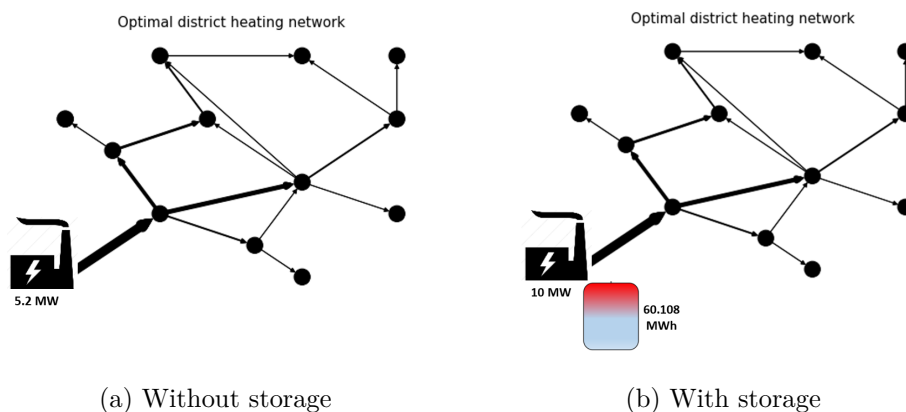 Optimal district heating network
5.2 MW
(a) Without storage
Optimal district heating network
10 MW
60.108
MWh
(b) With storage